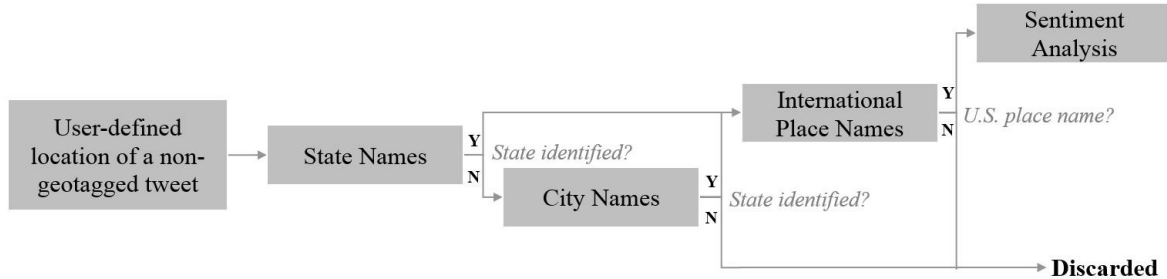 User-defined
location of a non-
geotagged tweet
State Names
Y
N
State identified?
City Names
Y
N
State identified?
International
Place Names
Y
N
U.S. place name?
Sentiment
Analysis
Discarded